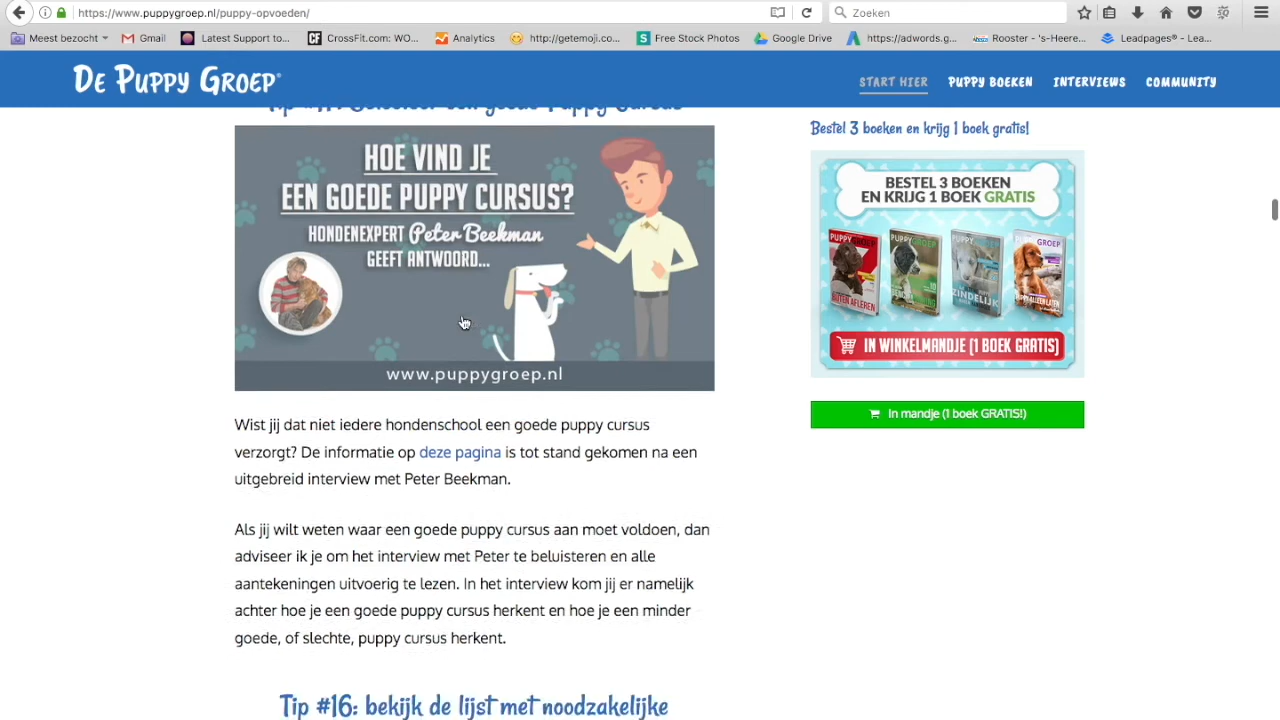 https://www.puppygroep.nl/puppy-opvoeden/
Zoeken
Meest bezocht
Gmail
Latest Support to...
CrossFit.com: WO...
Analytics
http://getemoji.co...
Free Stock Photos
Google Drive
https://adwords.g...
Rooster - 's-Heere...
Leadpages® - Lea...
De Puppy Groep®
START HIER
PUPPY BOEKEN
INTERVIEWS
COMMUNITY
HOE VIND JE
EEN GOEDE PUPPY CURSUS?
HONDENEXPERT Peter Beekman
GEEFT ANTWOORD...
www.puppygroep.nl
Wist jij dat niet iedere hondenschool een goede puppy cursus
verzorgt? De informatie op deze pagina is tot stand gekomen na een
uitgebreid interview met Peter Beekman.
Als jij wilt weten waar een goede puppy cursus aan moet voldoen, dan
adviseer ik je om het interview met Peter te beluisteren en alle
aantekeningen uitvoerig te lezen. In het interview kom jij er namelijk
achter hoe je een goede puppy cursus herkent en hoe je een minder
goede, of slechte, puppy cursus herkent.
Tip #16: bekijk de lijst met noodzakelijke
Bestel 3 boeken en krijg 1 boek gratis!
BESTEL 3 BOEKEN
EN KRIJG 1 BOEK GRATIS
IN WINKELMANDJE (1 BOEK GRATIS)
In mandje (1 boek GRATIS!)